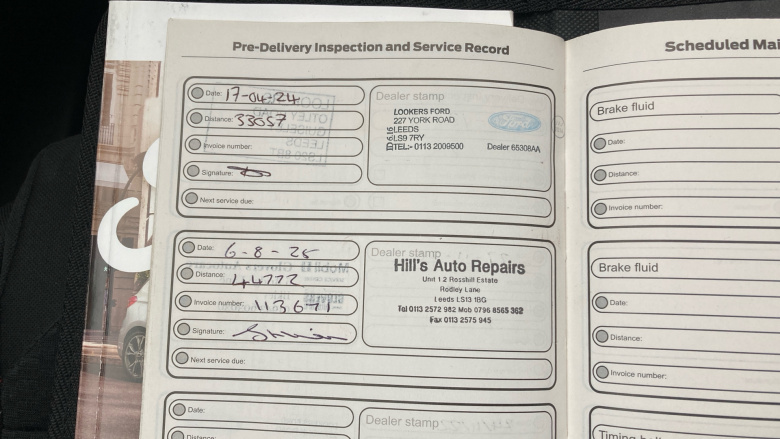 Pre-Delivery Inspection and Service Record
Date: 17-04-24
Distance: 33057
Invoice number:
Signature:
Next service due:
Dealer stamp
LOOKERS FORD
227 YORK ROAD
LEEDS
LS9 7RY
TEL:- 0113 2009500
Dealer 65308AA
Ford
Date: 6-8-25
Distance: 44772
Invoice number: 113671
Signature:
Next service due:
Dealer stamp
Hill's Auto Repairs
Unit 1 2 Rosshill Estate
Rodley Lane
Leeds LS13 1BG
Tel 0113 2572 982 Mob 0796 8565 362
Fax 0113 2575 945
Date:
Distance:
Dealer stamp
Scheduled Mai
Brake fluid
Date:
Distance:
Invoice number:
Brake fluid
Date:
Distance:
Invoice number:
Timing